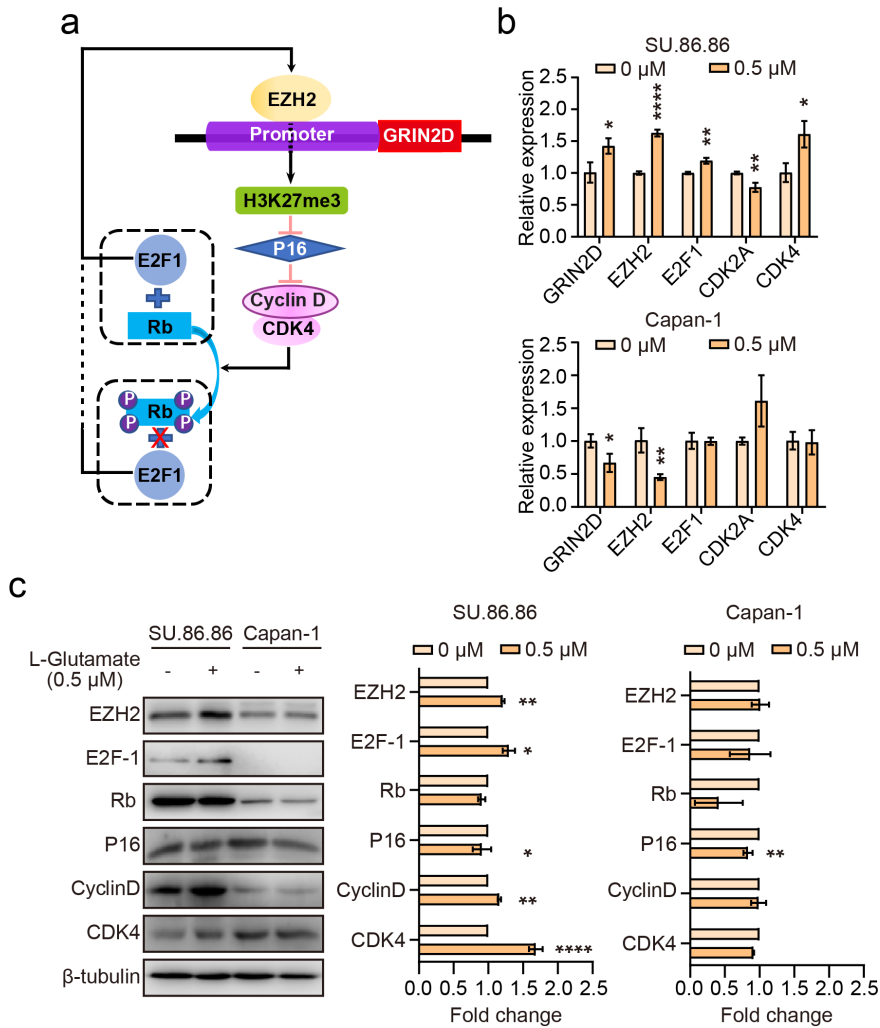 a
EZH2
Promoter
GRIN2D
H3K27me3
P16
Cyclin D
CDK4
E2F1
Rb
P
P
Rb
P
P
X
E2F1
b
SU.86.86
0 μM
0.5 μM
Relative expression
2.5
2.0
1.5
1.0
0.5
0.0
*
****
**
**
*
GRIN2D
EZH2
E2F1
CDK2A
CDK4
Capan-1
0 μM
0.5 μM
Relative expression
2.5
2.0
1.5
1.0
0.5
0.0
*
**
GRIN2D
EZH2
E2F1
CDK2A
CDK4
c
SU.86.86 Capan-1
L-Glutamate
(0.5 μM)
- + - +
EZH2
E2F-1
Rb
P16
CyclinD
CDK4
β-tubulin
SU.86.86
0 μM
0.5 μM
EZH2 **
E2F-1 *
Rb
P16 *
CyclinD **
CDK4 ****
0.0 0.5 1.0 1.5 2.0 2.5
Fold change
Capan-1
0 μM
0.5 μM
EZH2
E2F-1
Rb
P16 **
CyclinD
CDK4
0.0 0.5 1.0 1.5 2.0 2.5
Fold change